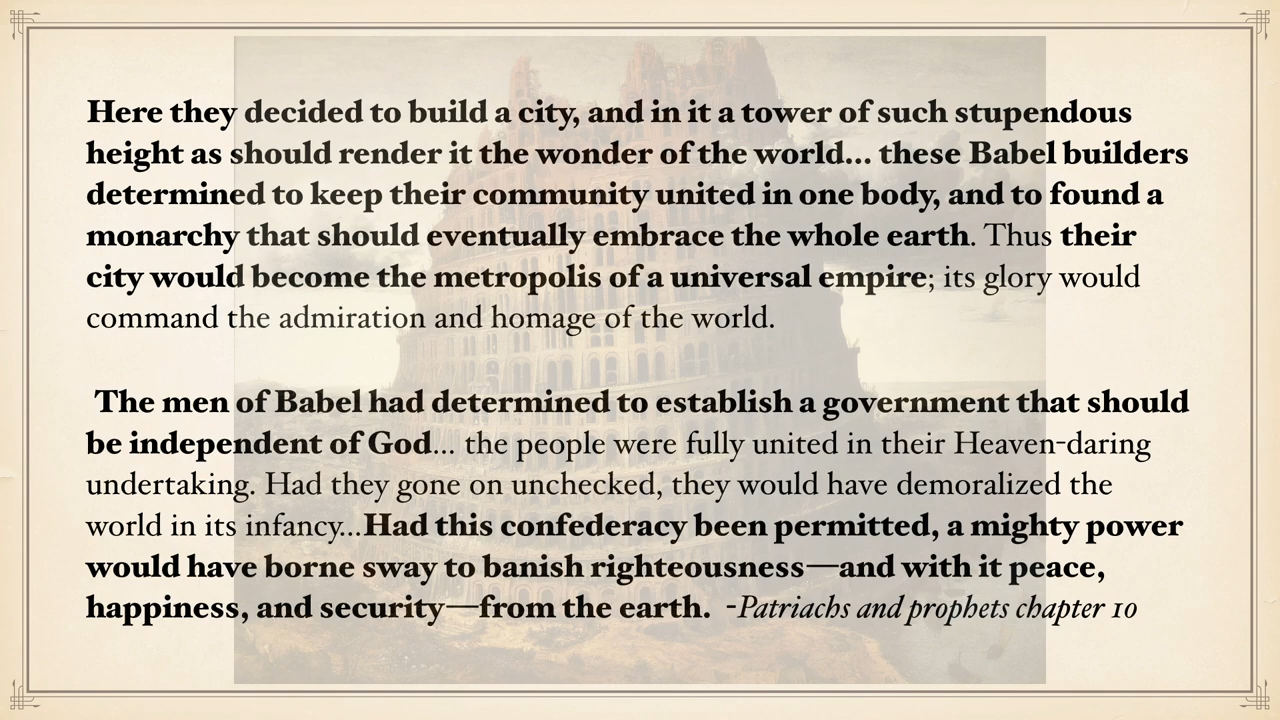 Here they decided to build a city, and in it a tower of such stupendous
height as should render it the wonder of the world... these Babel builders
determined to keep their community united in one body, and to found a
monarchy that should eventually embrace the whole earth. Thus their
city would become the metropolis of a universal empire; its glory would
command the admiration and homage of the world.
The men of Babel had determined to establish a government that should
be independent of God... the people were fully united in their Heaven-daring
undertaking. Had they gone on unchecked, they would have demoralized the
world in its infancy...Had this confederacy been permitted, a mighty power
would have borne sway to banish righteousness—and with it peace,
happiness, and security—from the earth. -Patriachs and prophets chapter 10